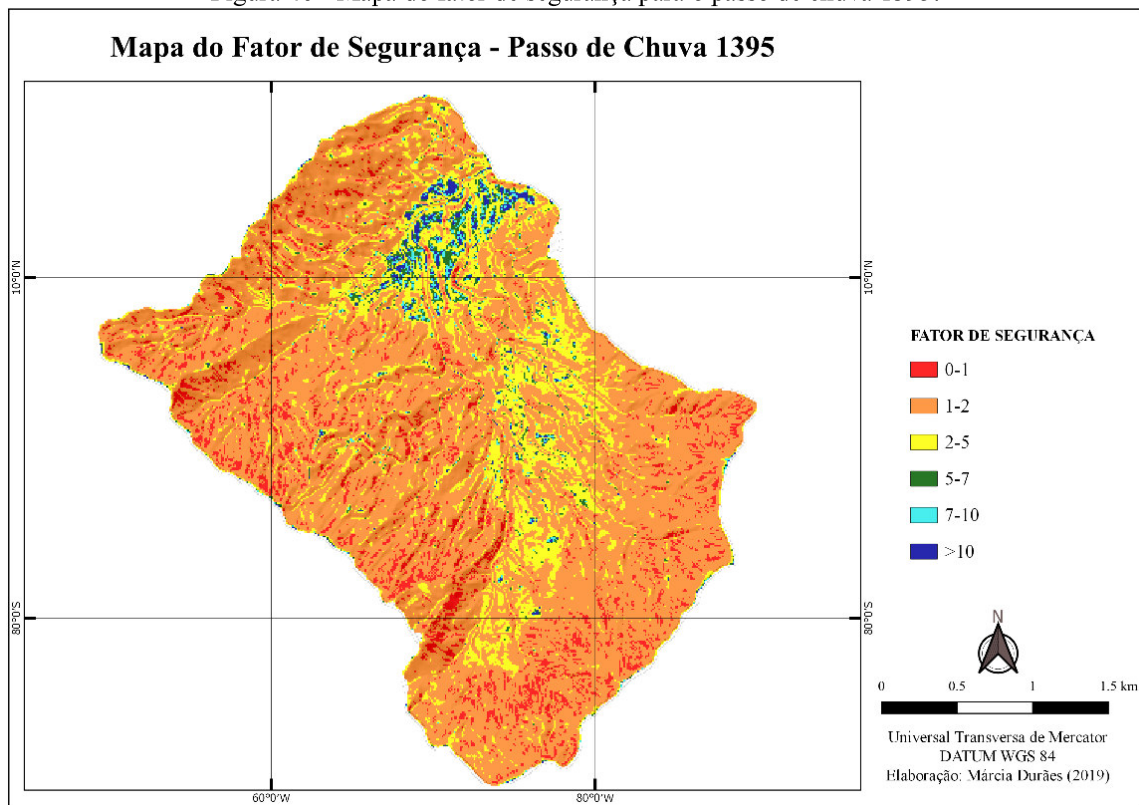 Mapa do Fator de Segurança - Passo de Chuva 1395
10°0'N
10°0'N
80°0'S
80°0'S
60°0'W
80°0'W
FATOR DE SEGURANÇA
0-1
1-2
2-5
5-7
7-10
>10
N
0 0.5 1 1.5 km
Universal Transversa de Mercator
DATUM WGS 84
Elaboração: Márcia Durães (2019)